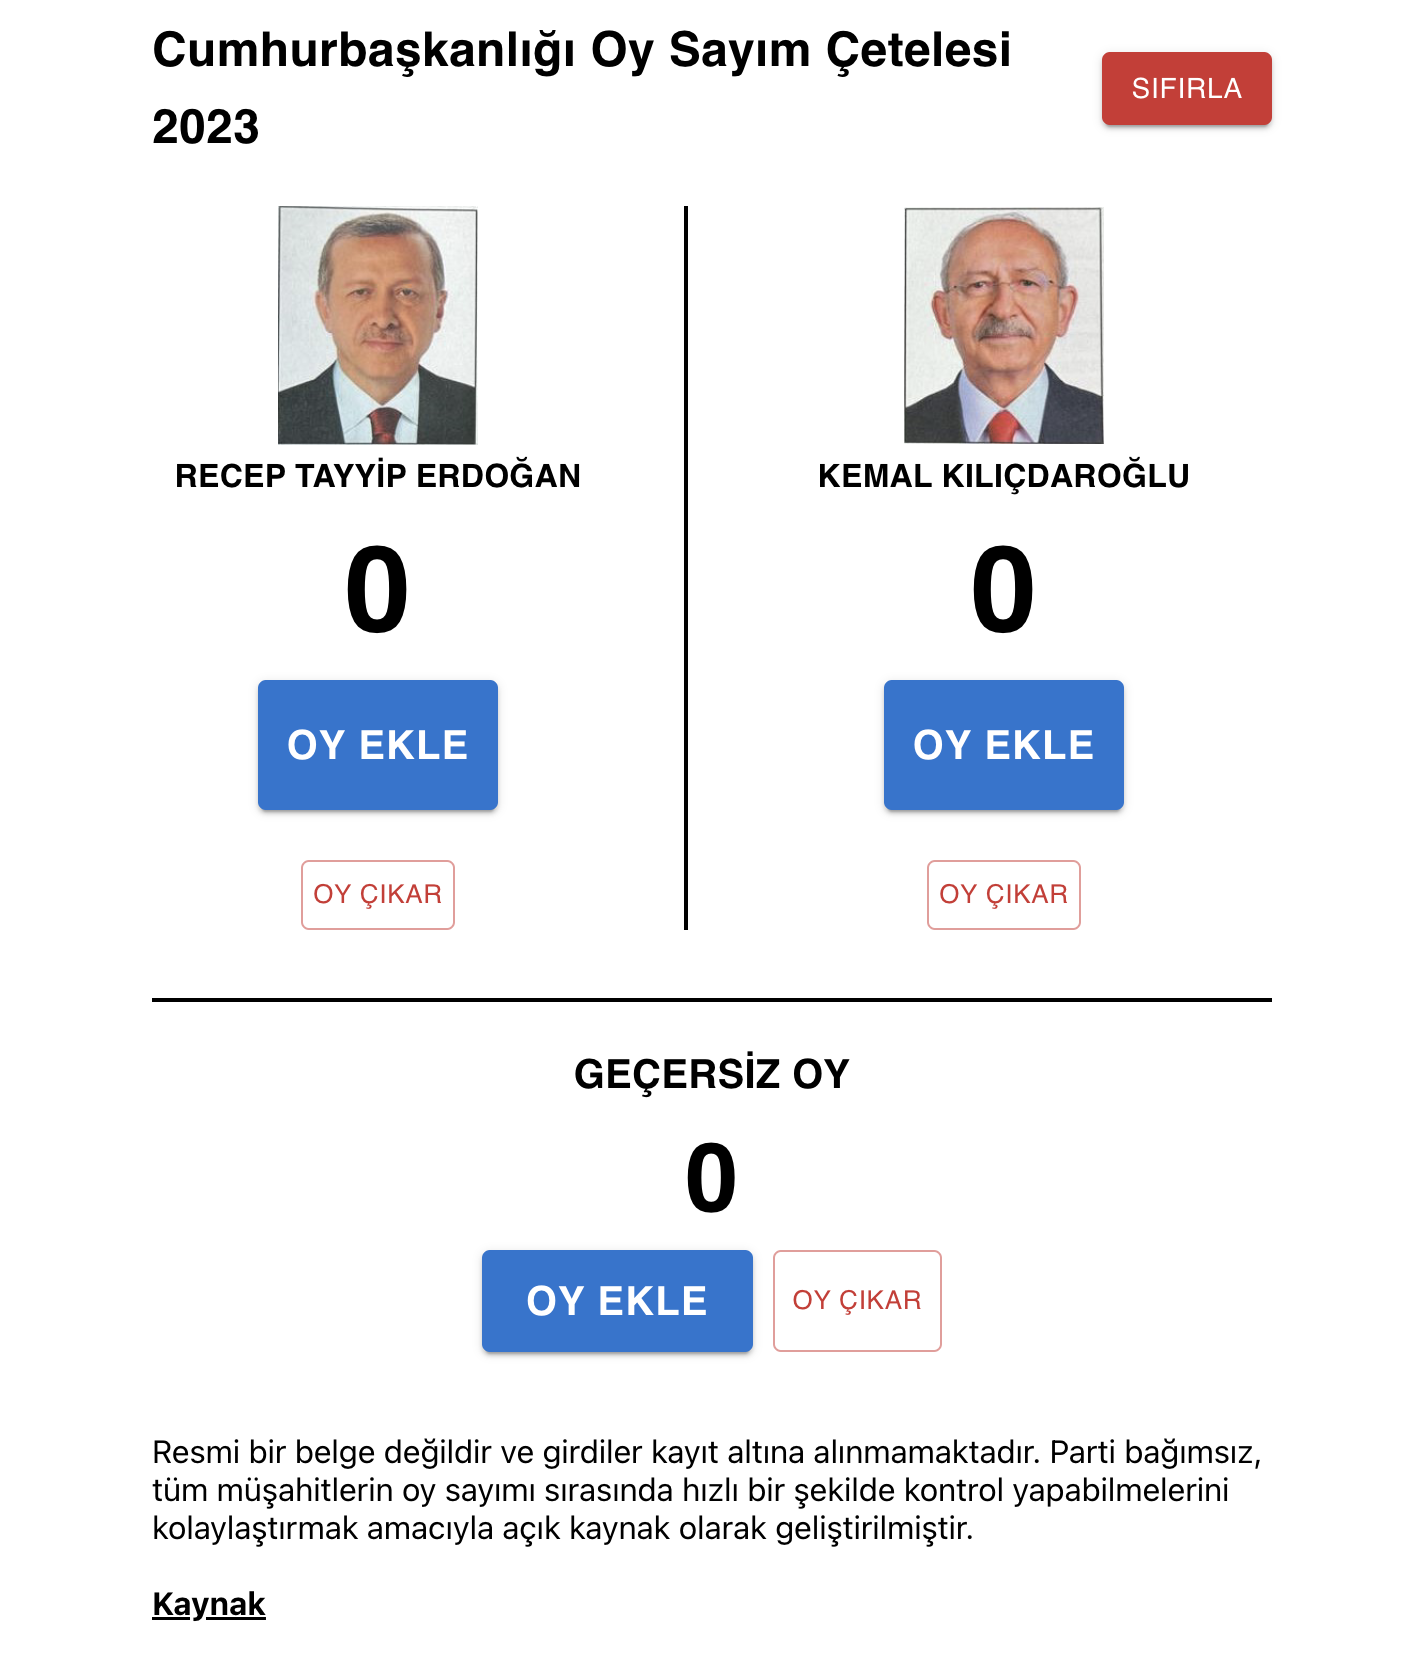 Cumhurbaşkanlığı Oy Sayım Çetelesi
2023
SIFIRLA
RECEP TAYYİP ERDOĞAN
0
OY EKLE
OY ÇIKAR
KEMAL KILIÇDAROĞLU
0
OY EKLE
OY ÇIKAR
GEÇERSİZ OY
0
OY EKLE
OY ÇIKAR
Resmi bir belge değildir ve girdiler kayıt altına alınmamaktadır. Parti bağımsız,
tüm müşahitlerin oy sayımı sırasında hızlı bir şekilde kontrol yapabilmelerini
kolaylaştırmak amacıyla açık kaynak olarak geliştirilmiştir.
Kaynak